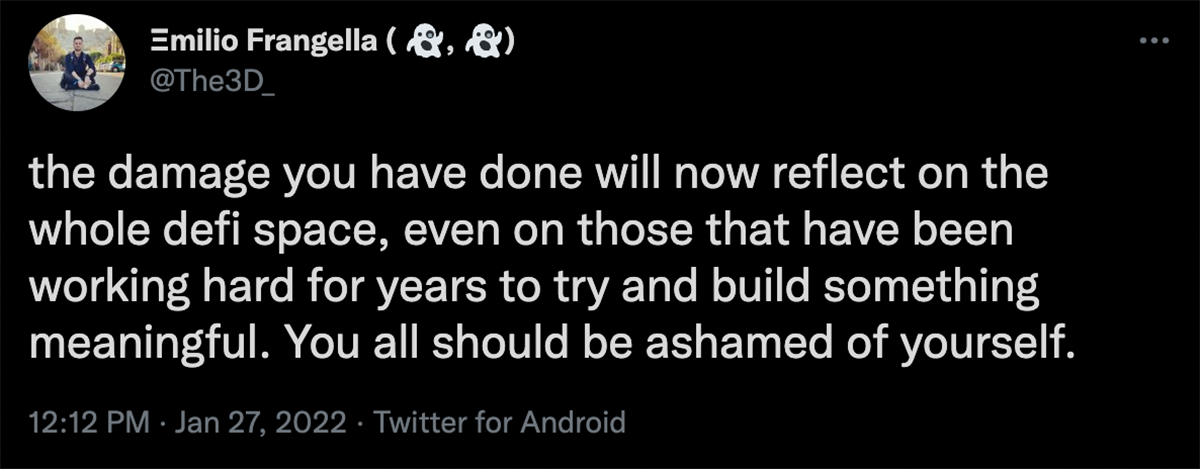 Ξmilio Frangella ( 👻, 👻)
@The3D_
the damage you have done will now reflect on the
whole defi space, even on those that have been
working hard for years to try and build something
meaningful. You all should be ashamed of yourself.
12:12 PM · Jan 27, 2022 · Twitter for Android